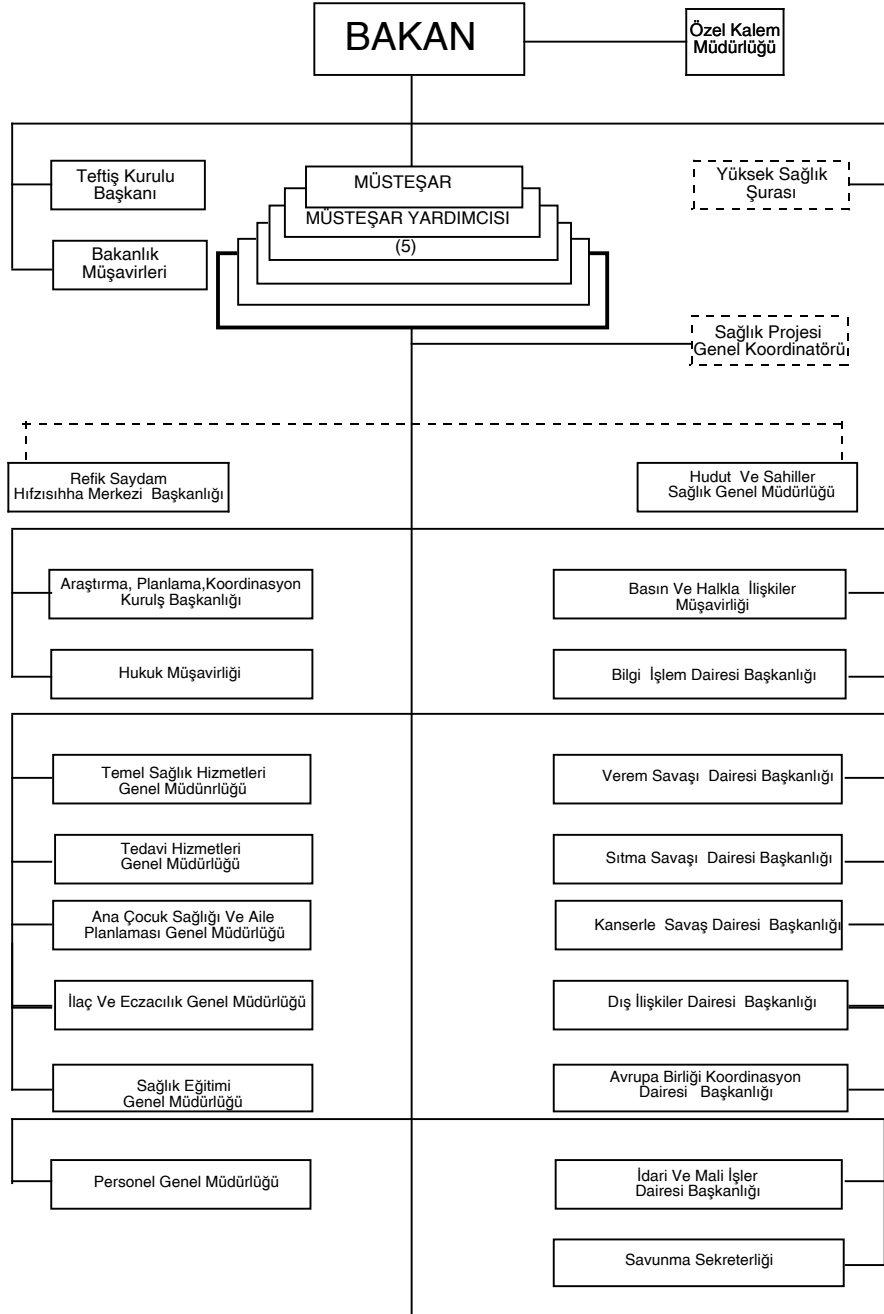 BAKAN
Özel Kalem
Müdürlüğü
Teftiş Kurulu
Başkanı
MÜSTEŞAR
Yüksek Sağlık
Şurası
MÜSTEŞAR YARDIMCISI
(5)
Bakanlık
Müşavirleri
Sağlık Projesi
Genel Koordinatörü
Refik Saydam
Hıfzısıhha Merkezi Başkanlığı
Hudut Ve Sahiller
Sağlık Genel Müdürlüğü
Araştırma, Planlama,Koordinasyon
Kurulş Başkanlığı
Basın Ve Halkla İlişkiler
Müşavirliği
Hukuk Müşavirliği
Bilgi İşlem Dairesi Başkanlığı
Temel Sağlık Hizmetleri
Genel Müdünrlüğü
Verem Savaşı Dairesi Başkanlığı
Tedavi Hizmetleri
Genel Müdürlüğü
Sıtma Savaşı Dairesi Başkanlığı
Ana Çocuk Sağlığı Ve Aile
Planlaması Genel Müdürlüğü
Kanserle Savaş Dairesi Başkanlığı
İlaç Ve Eczacılık Genel Müdürlüğü
Dış İlişkiler Dairesi Başkanlığı
Sağlık Eğitimi
Genel Müdürlüğü
Avrupa Birliği Koordinasyon
Dairesi Başkanlığı
Personel Genel Müdürlüğü
İdari Ve Mali İşler
Dairesi Başkanlığı
Savunma Sekreterliği